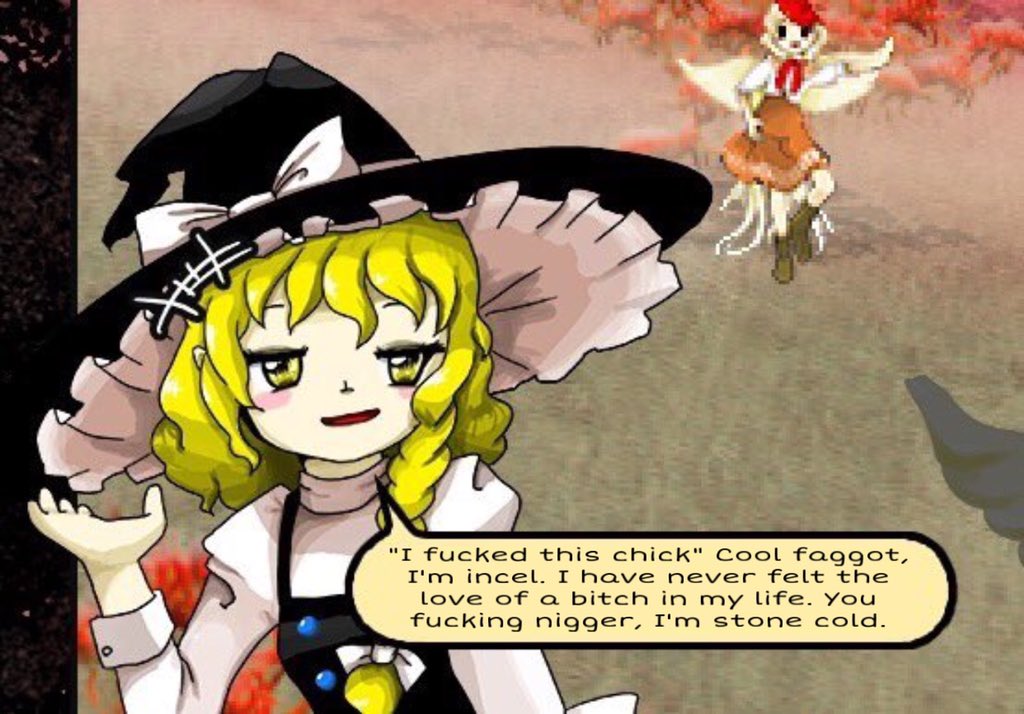 "I fucked this chick" Cool faggot,
I'm incel. I have never felt the
love of a bitch in my life. You
fucking nigger, I'm stone cold.